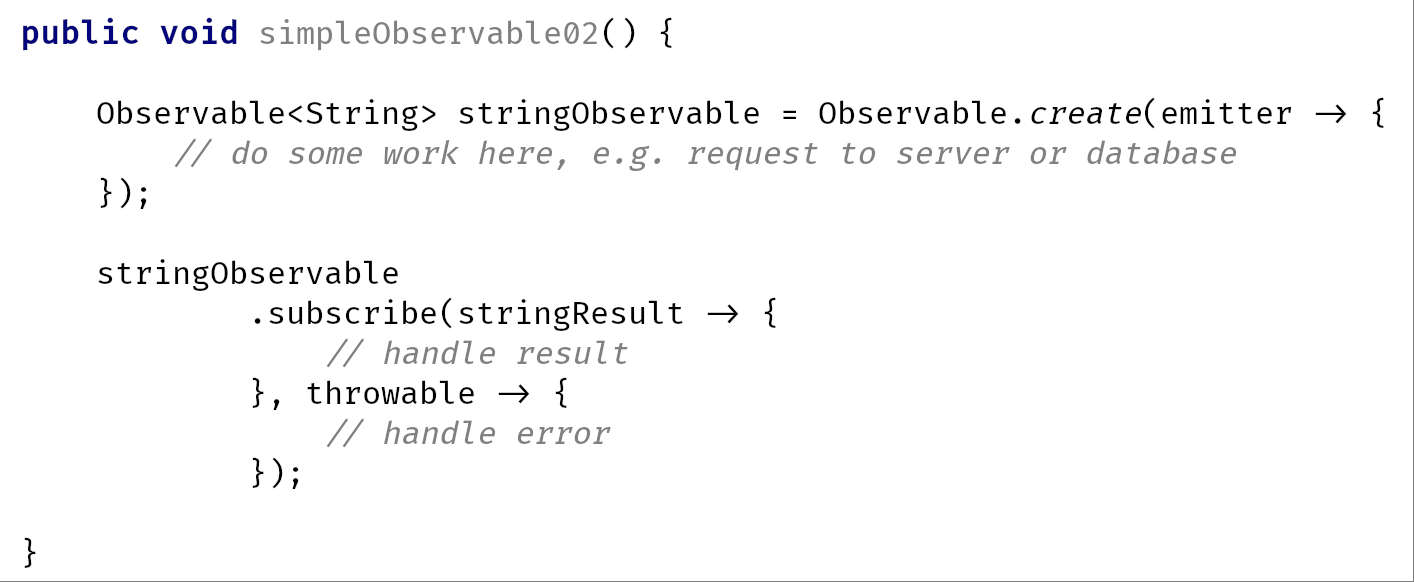 public void simpleObservable02() {
Observable<String> stringObservable = Observable.create(emitter -> {
// do some work here, e.g. request to server or database
});
stringObservable
.subscribe(stringResult -> {
// handle result
}, throwable -> {
// handle error
});
}